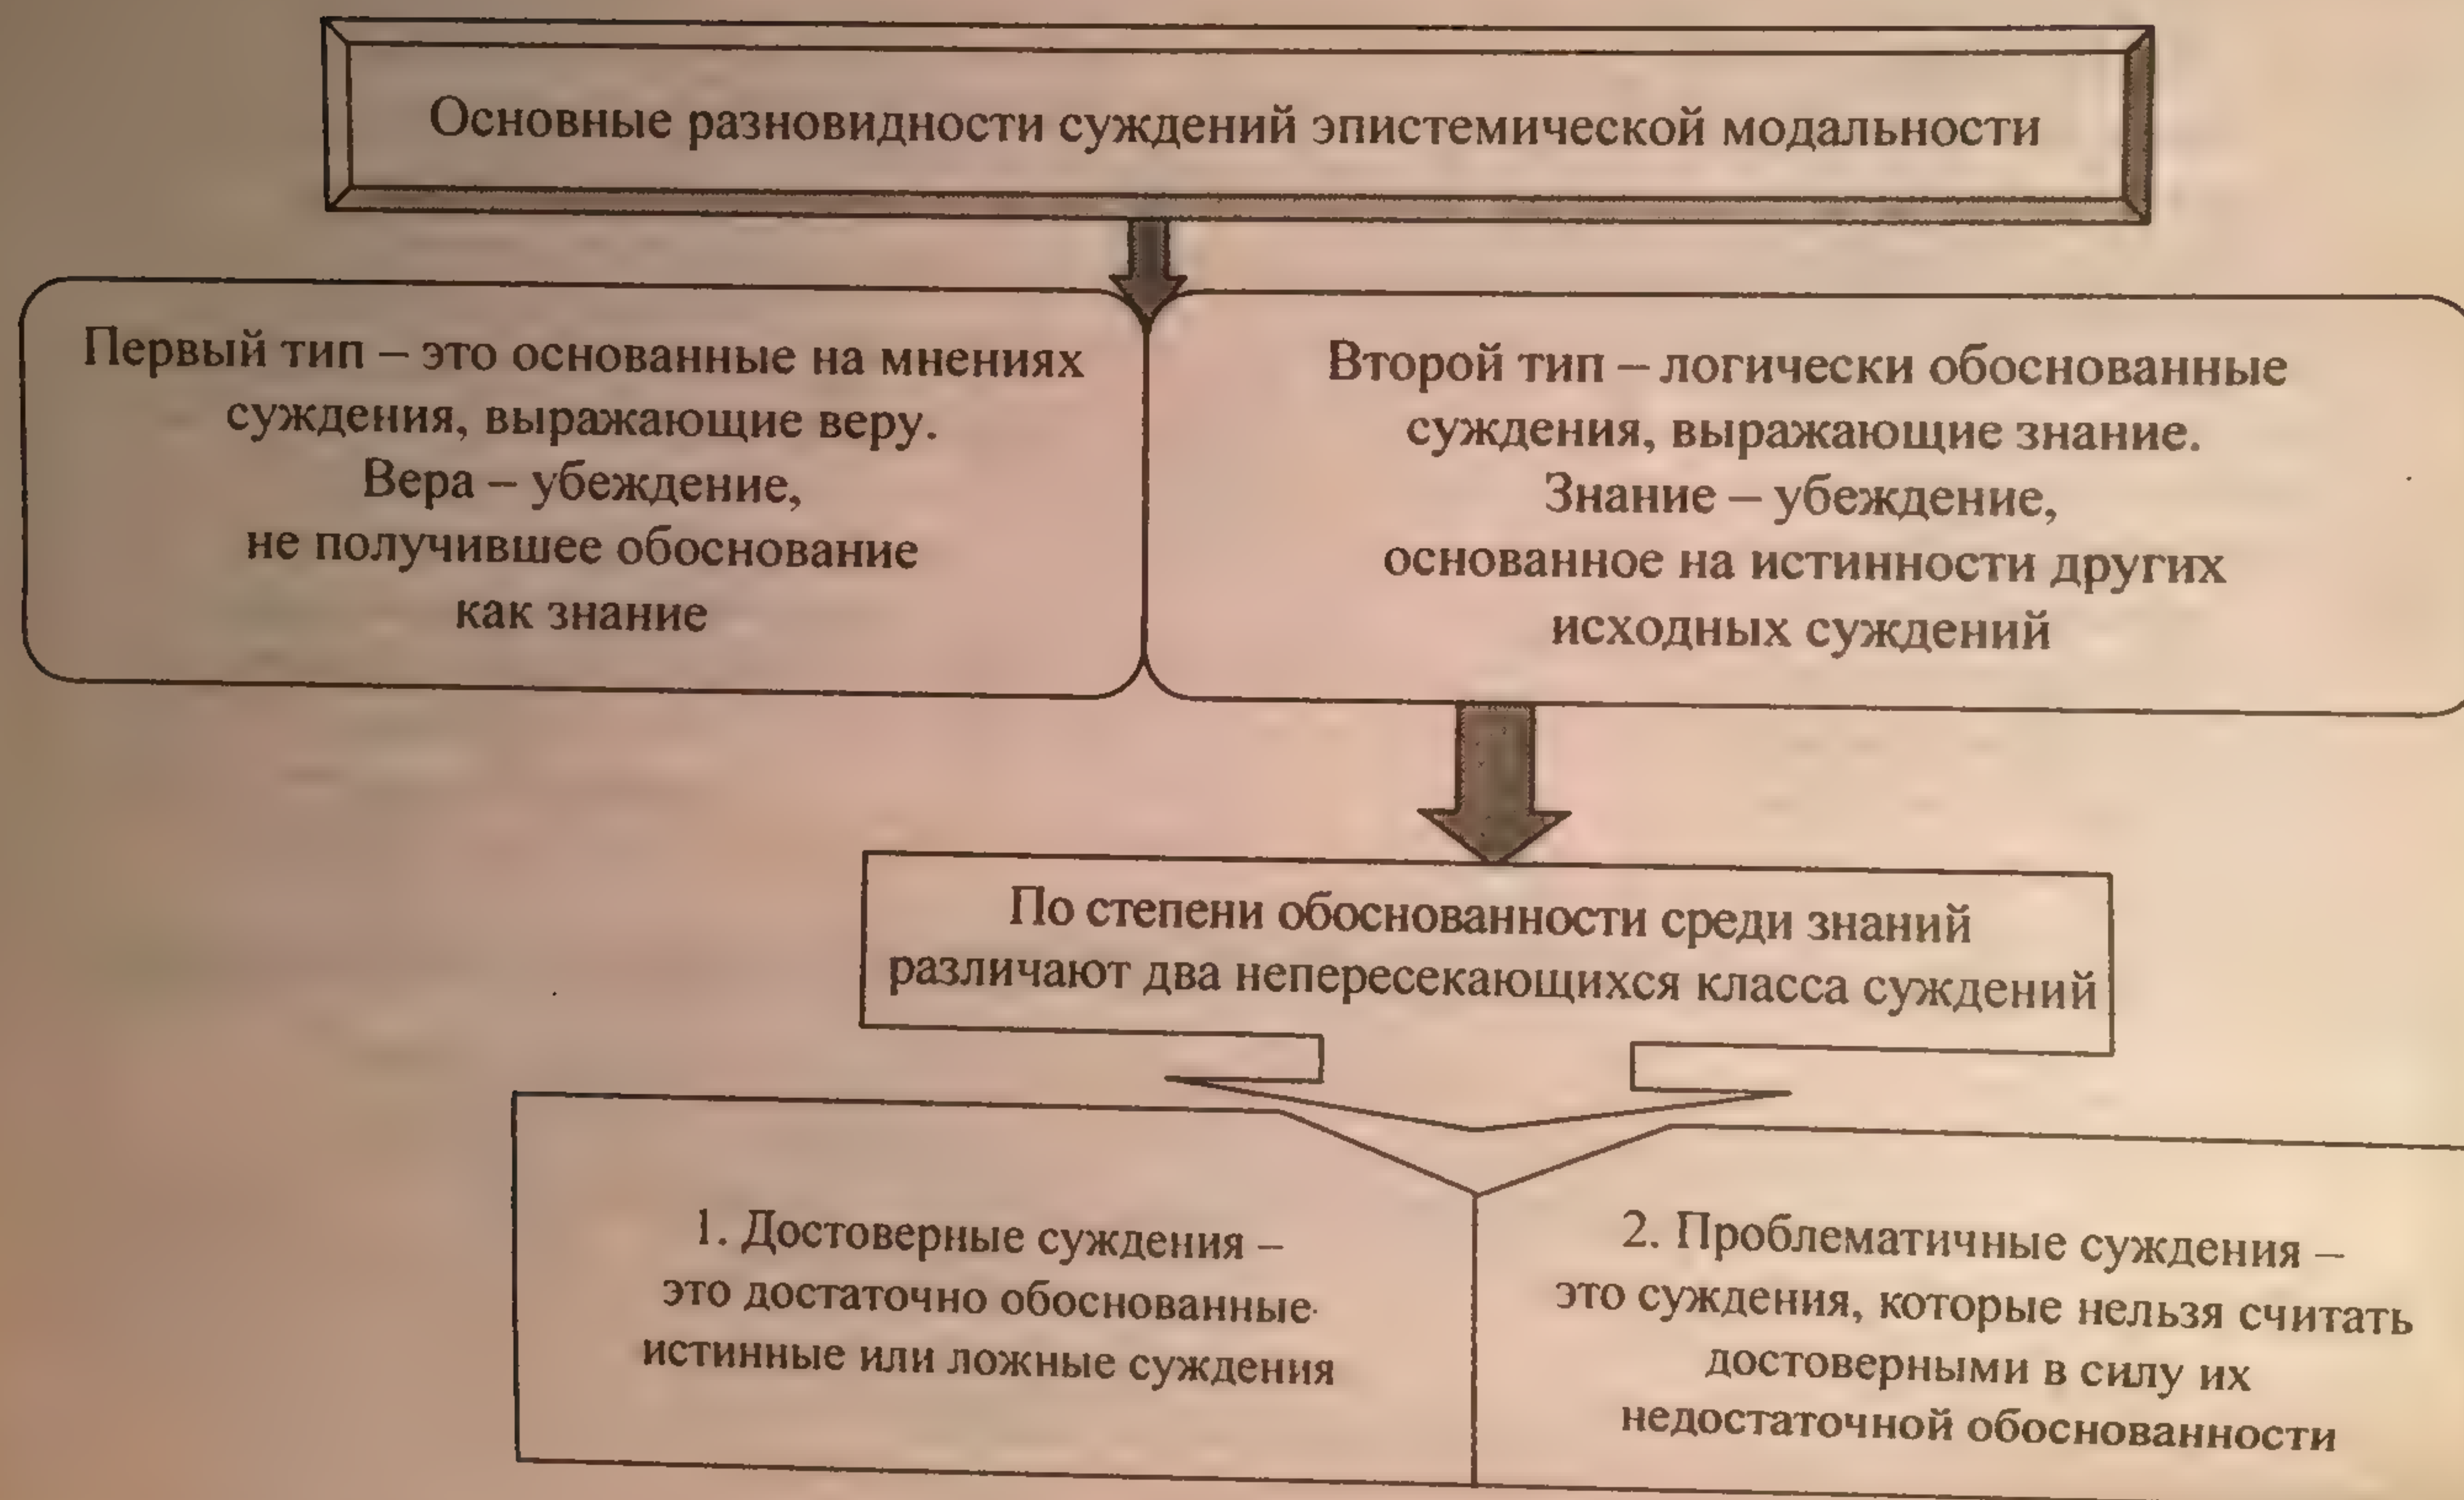 Основные разновидности суждений эпистемической модальности
Первый тип – это основанные на мнениях
суждения, выражающие веру.
Вера – убеждение,
не получившее обоснование
как знание
Второй тип – логически обоснованные
суждения, выражающие знание.
Знание – убеждение,
основанное на истинности других
исходных суждений
По степени обоснованности среди знаний
различают два непересекающихся класса суждений
1. Достоверные суждения –
это достаточно обоснованные
истинные или ложные суждения
2. Проблематичные суждения –
это суждения, которые нельзя считать
достоверными в силу их
недостаточной обоснованности